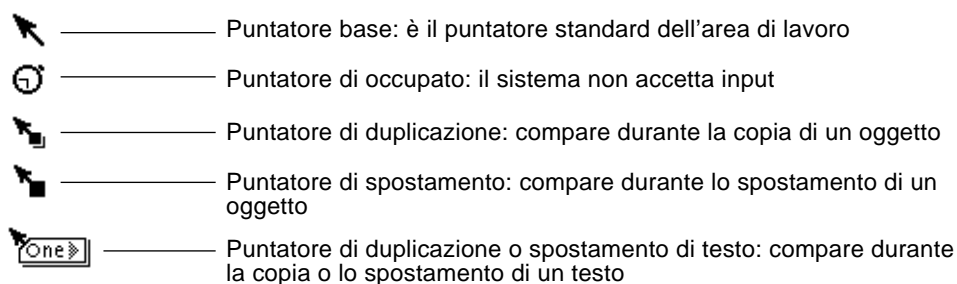 Puntatore base: è il puntatore standard dell'area di lavoro
Puntatore di occupato: il sistema non accetta input
Puntatore di duplicazione: compare durante la copia di un oggetto
Puntatore di spostamento: compare durante lo spostamento di un
oggetto
One
Puntatore di duplicazione o spostamento di testo: compare durante
la copia o lo spostamento di un testo